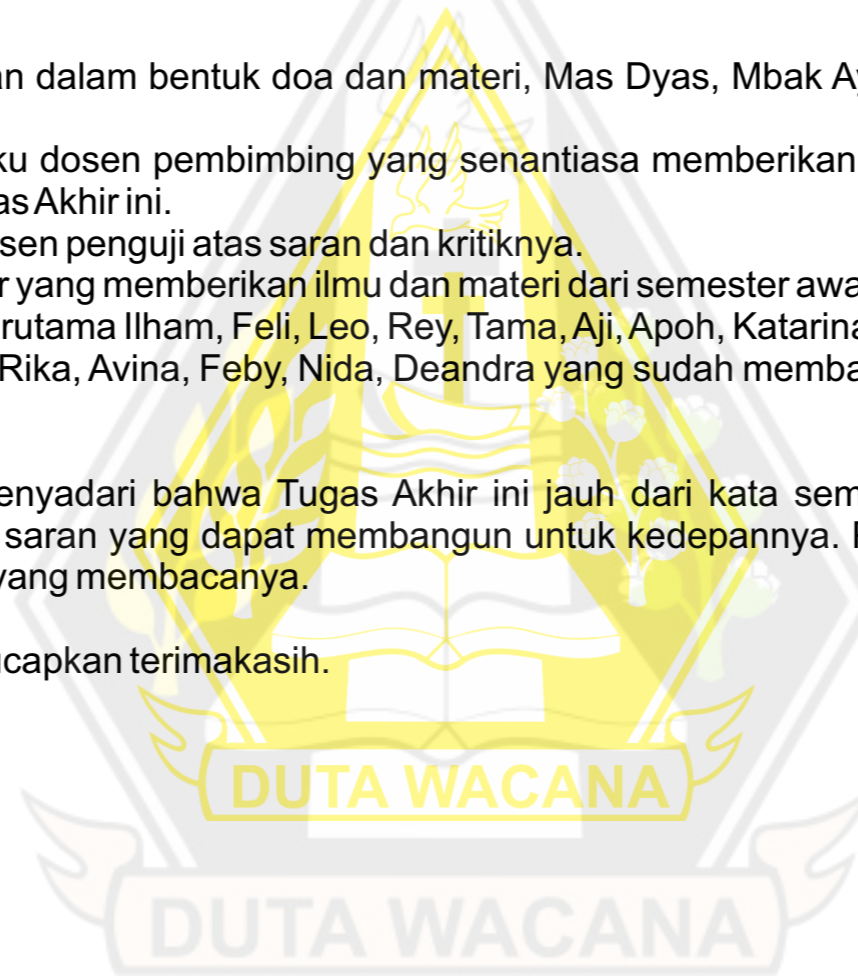 an dalam bentuk doa dan materi, Mas Dyas, Mbak Ay
ku dosen pembimbing yang senantiasa memberikan
as Akhir ini.
sen penguji atas saran dan kritiknya.
r yang memberikan ilmu dan materi dari semester awa
rutama Ilham, Feli, Leo, Rey, Tama, Aji, Apoh, Katarina
Rika, Avina, Feby, Nida, Deandra yang sudah memba
enyadari bahwa Tugas Akhir ini jauh dari kata sem
saran yang dapat membangun untuk kedepannya.
yang membacanya.
ucapkan terimakasih.
DUTA WACANA
DUTA WACANA